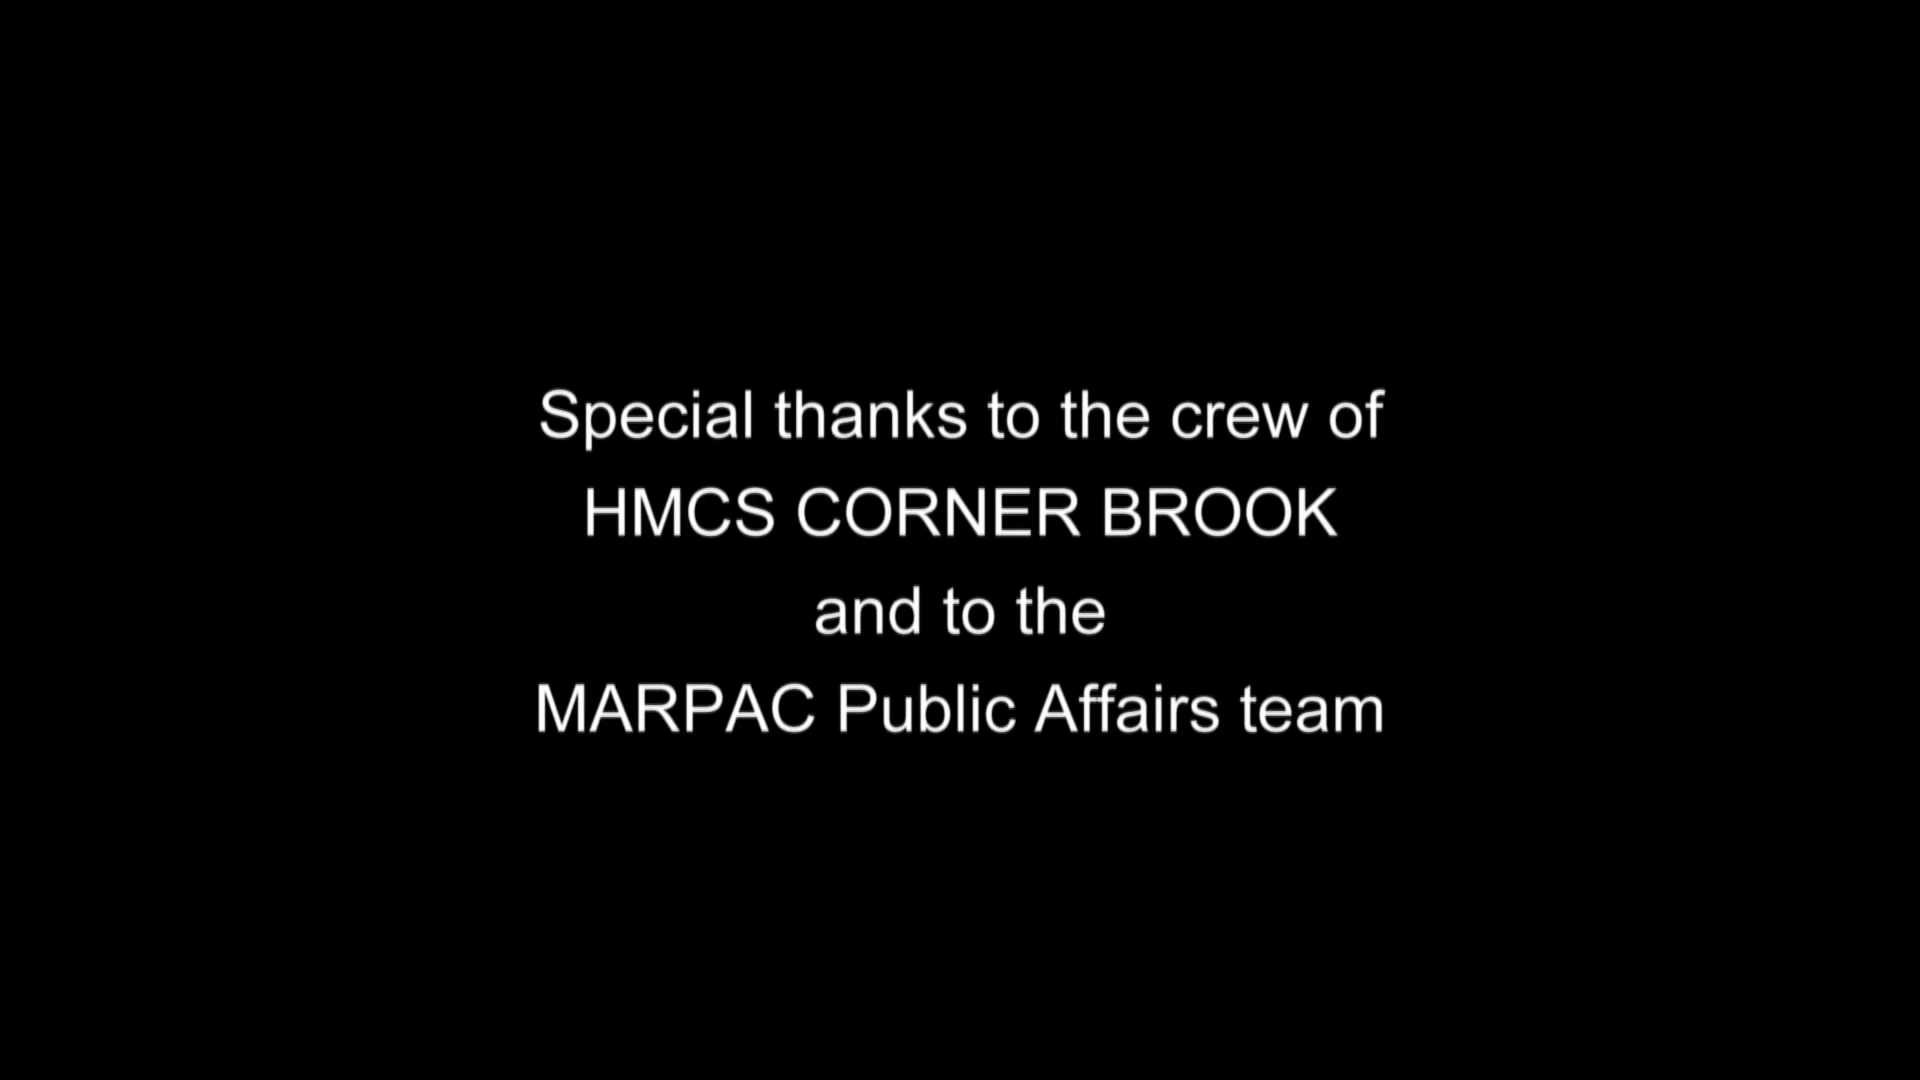 Special thanks to the crew of
HMCS CORNER BROOK
and to the
MARPAC Public Affairs team